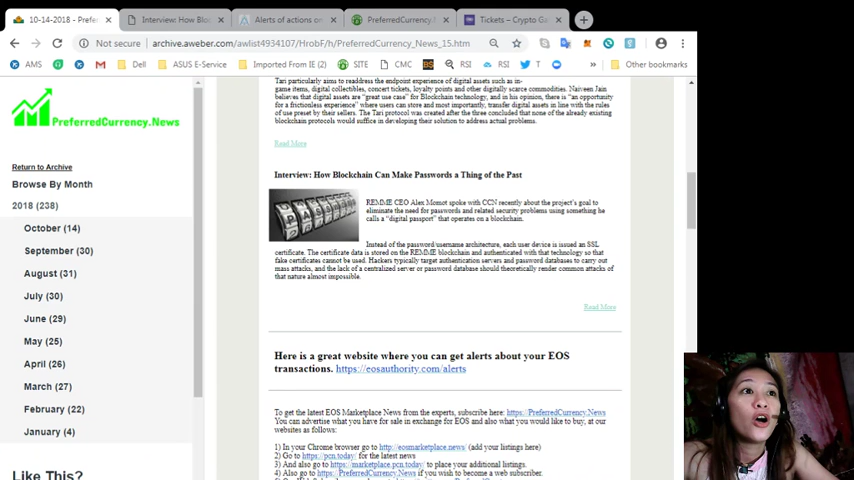 10-14-2018 - Prefe
Interview: How Bloc
Alerts of actions on
PreferredCurrency.N
Tickets – Crypto Ga
Not secure
archive.aweber.com/awlist4934107/HrobF/h/PreferredCurrency_News_15.htm
AMS
Dell
ASUS E-Service
Imported From IE (2)
SITE
CMC
RSI
RSI
T
»
Other bookmarks
PreferredCurrency.News
Return to Archive
Browse By Month
2018 (238)
October (14)
September (30)
August (31)
July (30)
June (29)
May (25)
April (26)
March (27)
February (22)
January (4)
Like This?
Tari particularly aims to readdress the endpoint experience of digital assets such as in-
game items, digital collectibles, concert tickets, loyalty points and other digitally scarce commodities. Naiveen Jain
believes that digital assets are "great use case" for Blockchain technology, and in his opinion, there is "an opportunity
for a frictionless experience" where users can store and most importantly, transfer digital assets in line with the rules
of use preset by their sellers. The Tari protocol was created after the three concluded that none of the already existing
blockchain protocols would suffice in developing their solution to address actual problems.
Read More
Interview: How Blockchain Can Make Passwords a Thing of the Past
REMME CEO Alex Momot spoke with CCN recently about the project's goal to
eliminate the need for passwords and related security problems using something he
calls a "digital passport" that operates on a blockchain.
Instead of the password/username architecture, each user device is issued an SSL
certificate. The certificate data is stored on the REMME blockchain and authenticated with that technology so that
fake certificates cannot be used. Hackers typically target authentication servers and password databases to carry out
mass attacks, and the lack of a centralized server or password database should theoretically render common attacks of
that nature almost impossible.
Read More
Here is a great website where you can get alerts about your EOS
transactions. https://eosauthority.com/alerts
To get the latest EOS Marketplace News from the experts, subscribe here: https://PreferredCurrency.News
You can advertise what you have for sale in exchange for EOS and also what you would like to buy, at our
websites as follows:
1) In your Chrome browser go to http://eosmarketplace.news/ (add your listings here)
2) Go to https://pcn.today/ for the latest news
3) And also go to https://marketplace.pcn.today/ to place your additional listings.
4) Also go to https://PreferredCurrency.News if you wish to become a web subscriber.